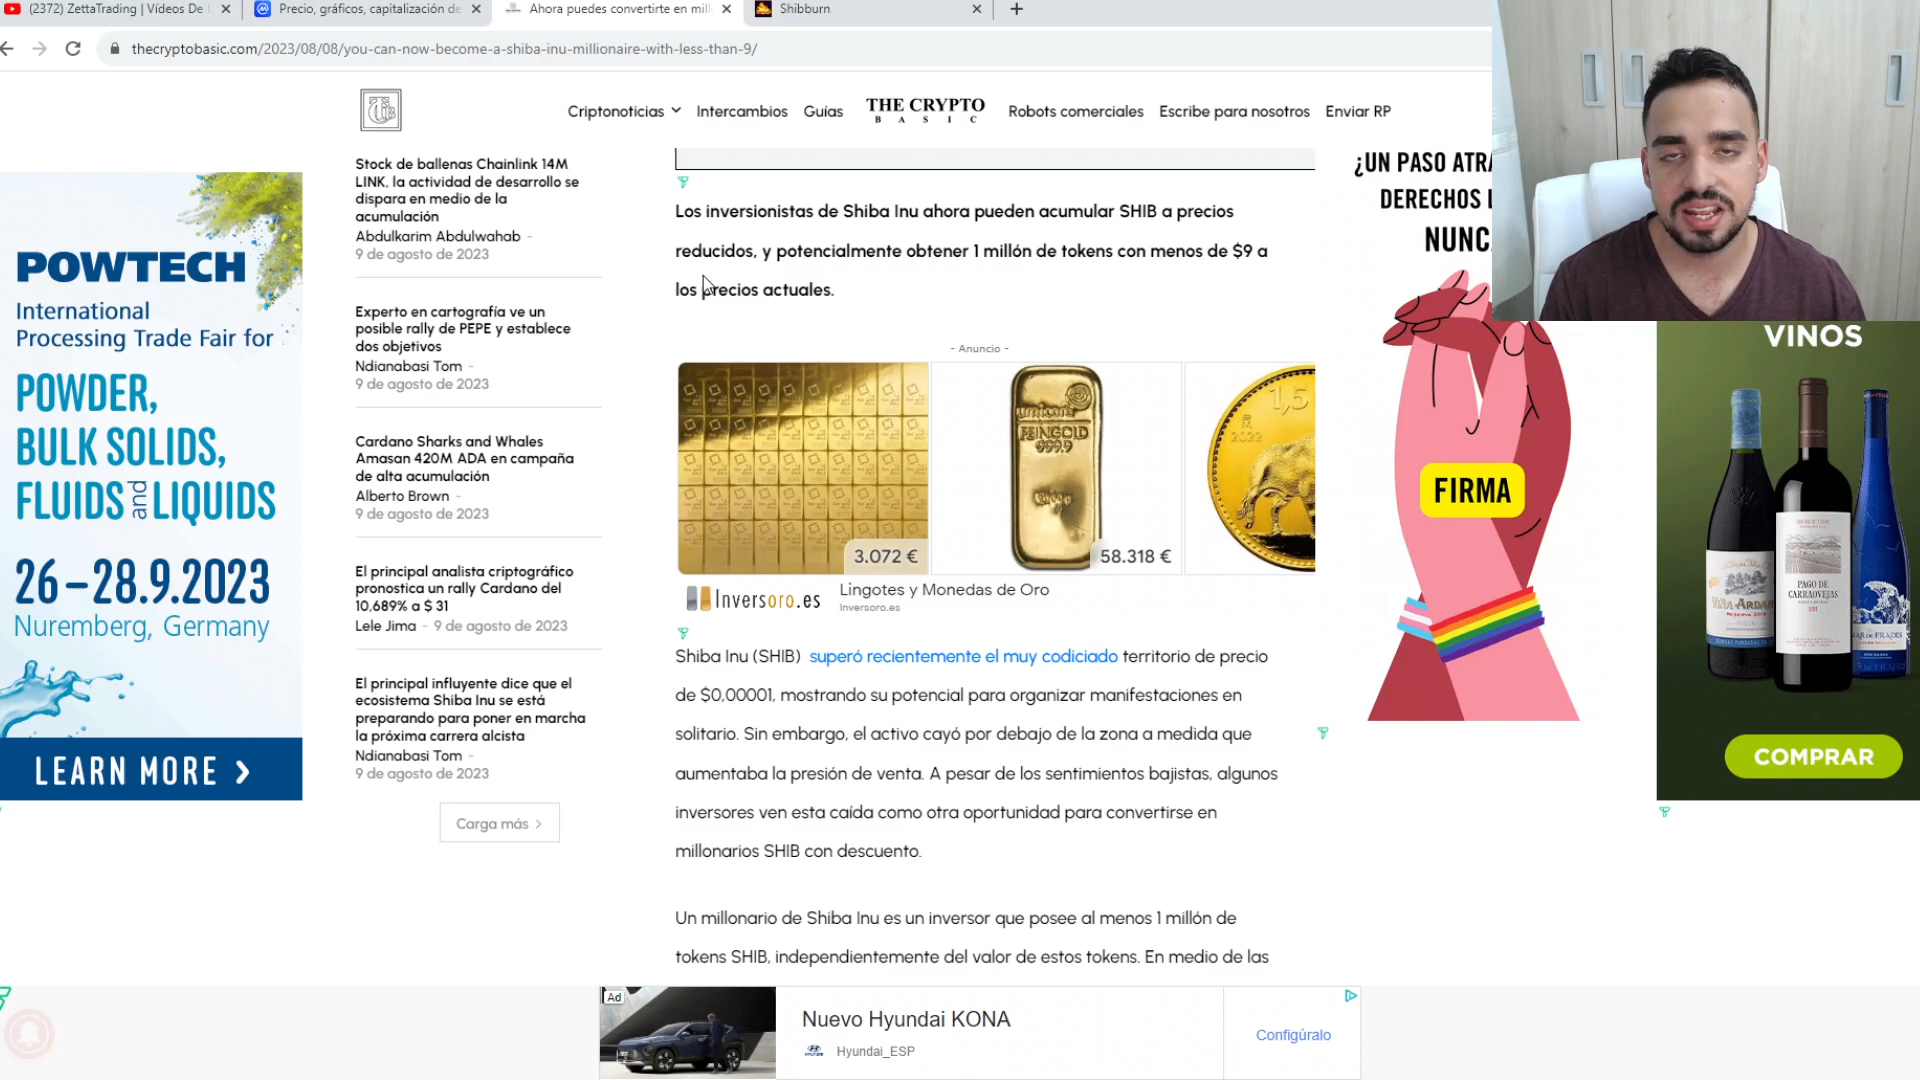 (2372) ZettaTrading | Vídeos De
Precio, gráficos, capitalización de
Ahora puedes convertirte en mill
Shibburn
thecryptobasic.com/2023/08/08/you-can-now-become-a-shiba-inu-millionaire-with-less-than-9/
Criptonoticias
Intercambios
Guías
THE CRYPTO
BASIC
Robots comerciales
Escribe para nosotros
Enviar RP
POWTECH
International
Processing Trade Fair for
POWDER,
BULK SOLIDS,
FLUIDS and LIQUIDS
26–28.9.2023
Nuremberg, Germany
LEARN MORE >
Stock de ballenas Chainlink 14M
LINK, la actividad de desarrollo se
dispara en medio de la
acumulación
Abdulkarim Abdulwahab -
9 de agosto de 2023
Experto en cartografía ve un
posible rally de PEPE y establece
dos objetivos
Ndianabasi Tom -
9 de agosto de 2023
Cardano Sharks and Whales
Amasan 420M ADA en campaña
de alta acumulación
Alberto Brown -
9 de agosto de 2023
El principal analista criptográfico
pronostica un rally Cardano del
10,689% a $ 31
Lele Jima - 9 de agosto de 2023
El principal influyente dice que el
ecosistema Shiba Inu se está
preparando para poner en marcha
la próxima carrera alcista
Ndianabasi Tom -
9 de agosto de 2023
Carga más >
Los inversionistas de Shiba Inu ahora pueden acumular SHIB a precios
reducidos, y potencialmente obtener 1 millón de tokens con menos de $9 a
los precios actuales.
- Anuncio -
umicore
FEINGOLD
999.9
1,5
2022
3.072 €
58.318 €
Inversoro.es
Lingotes y Monedas de Oro
Inversoro.es
Shiba Inu (SHIB) superó recientemente el muy codiciado territorio de precio
de $0,00001, mostrando su potencial para organizar manifestaciones en
solitario. Sin embargo, el activo cayó por debajo de la zona a medida que
aumentaba la presión de venta. A pesar de los sentimientos bajistas, algunos
inversores ven esta caída como otra oportunidad para convertirse en
millonarios SHIB con descuento.
Un millonario de Shiba Inu es un inversor que posee al menos 1 millón de
tokens SHIB, independientemente del valor de estos tokens. En medio de las
¿UN PASO ATRÁ
DERECHOS
NUNC
FIRMA
VINOS
PAGO DE
CARRAOVEJAS
MAR DE FRADES
COMPRAR
Ad
Nuevo Hyundai KONA
Hyundai_ESP
Configúralo